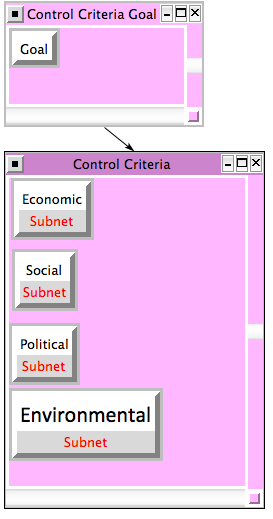 Control Criteria Goal
Goal
Control Criteria
Economic
Subnet
Social
Subnet
Political
Subnet
Environmental
Subnet